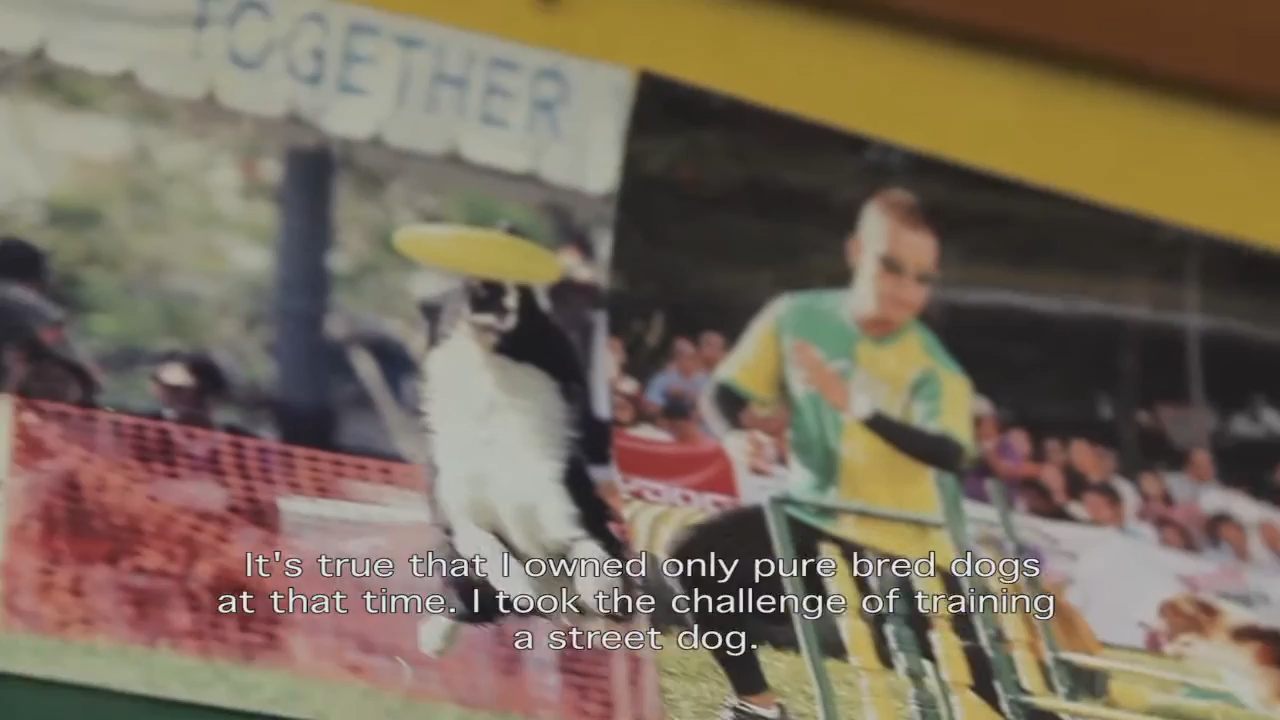 TOGETHER
It's true that I owned only pure bred dogs
at that time. I took the challenge of training
a street dog.